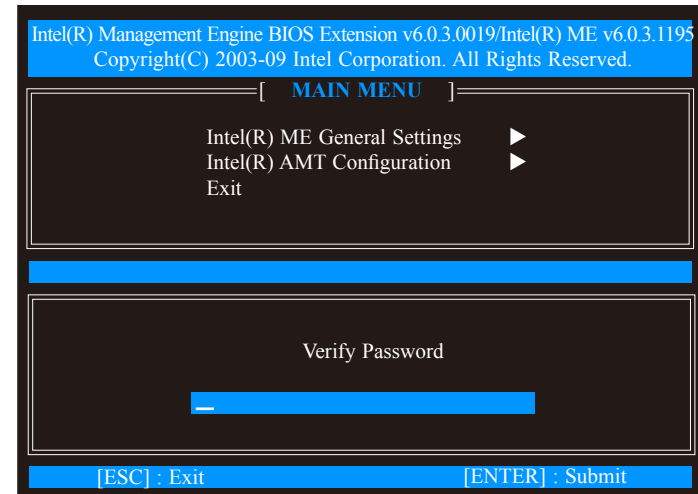 Intel(R) Management Engine BIOS Extension v6.0.3.0019/Intel(R) ME v6.0.3.1195
Copyright(C) 2003-09 Intel Corporation. All Rights Reserved.
[ MAIN MENU ]
Intel(R) ME General Settings ▶
Intel(R) AMT Configuration ▶
Exit
Verify Password
_
[ESC] : Exit [ENTER] : Submit